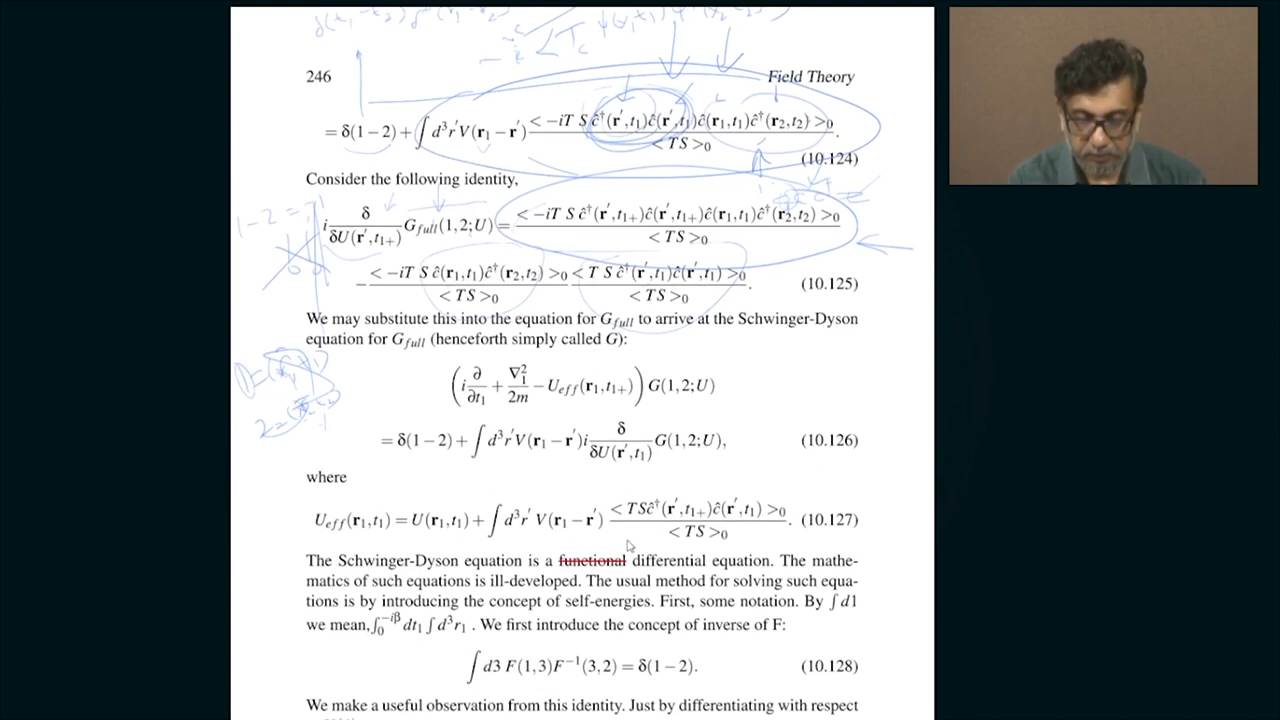 δ(t₁-t₂) δ
-i <T_c ψ(x₁t₁) ψ
246 Field Theory
= δ(1−2) + ∫ d³r′V(r₁ − r′) < −iT S ĉ†(r′,t₁)ĉ(r′,t₁)ĉ(r₁,t₁)ĉ†(r₂,t₂) >₀ / < TS >₀ .
(10.124)
Consider the following identity,
1-2 =
i δ/δU(r′,t₁₊) G_full(1,2;U) = < −iT S ĉ†(r′,t₁₊)ĉ(r′,t₁₊)ĉ(r₁,t₁)ĉ†(r₂,t₂) >₀ / < TS >₀
− < −iT S ĉ(r₁,t₁)ĉ†(r₂,t₂) >₀ / < TS >₀ < T S ĉ†(r′,t₁)ĉ(r′,t₁) >₀ / < TS >₀ . (10.125)
We may substitute this into the equation for G_full to arrive at the Schwinger-Dyson
equation for G_full (henceforth simply called G):
(i ∂/∂t₁ + ∇₁²/2m − U_eff(r₁,t₁₊)) G(1,2;U)
= δ(1−2) + ∫ d³r′V(r₁ − r′)i δ/δU(r′,t₁) G(1,2;U), (10.126)
where
U_eff(r₁,t₁) = U(r₁,t₁) + ∫ d³r′ V(r₁ − r′) < TSĉ†(r′,t₁₊)ĉ(r′,t₁) >₀ / < TS >₀ . (10.127)
The Schwinger-Dyson equation is a functional differential equation. The mathe-
matics of such equations is ill-developed. The usual method for solving such equa-
tions is by introducing the concept of self-energies. First, some notation. By ∫ d1
we mean, ∫₀^−iβ dt₁ ∫ d³r₁ . We first introduce the concept of inverse of F:
∫ d3 F(1,3)F⁻¹(3,2) = δ(1−2). (10.128)
We make a useful observation from this identity. Just by differentiating with respect